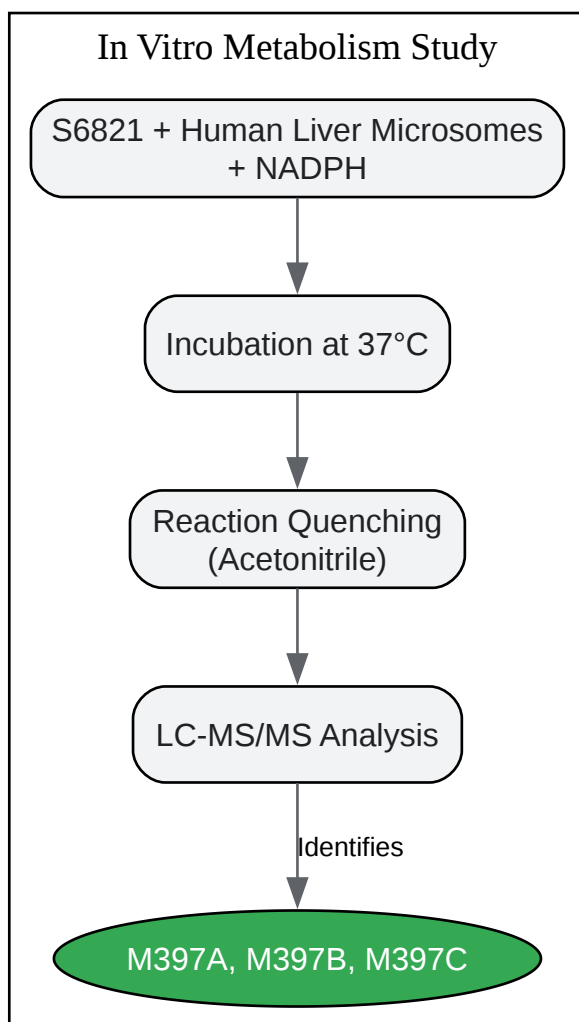 In Vitro Metabolism Study
S6821 + Human Liver Microsomes
+ NADPH
Incubation at 37°C
Reaction Quenching
(Acetonitrile)
LC-MS/MS Analysis
Identifies
M397A, M397B, M397C